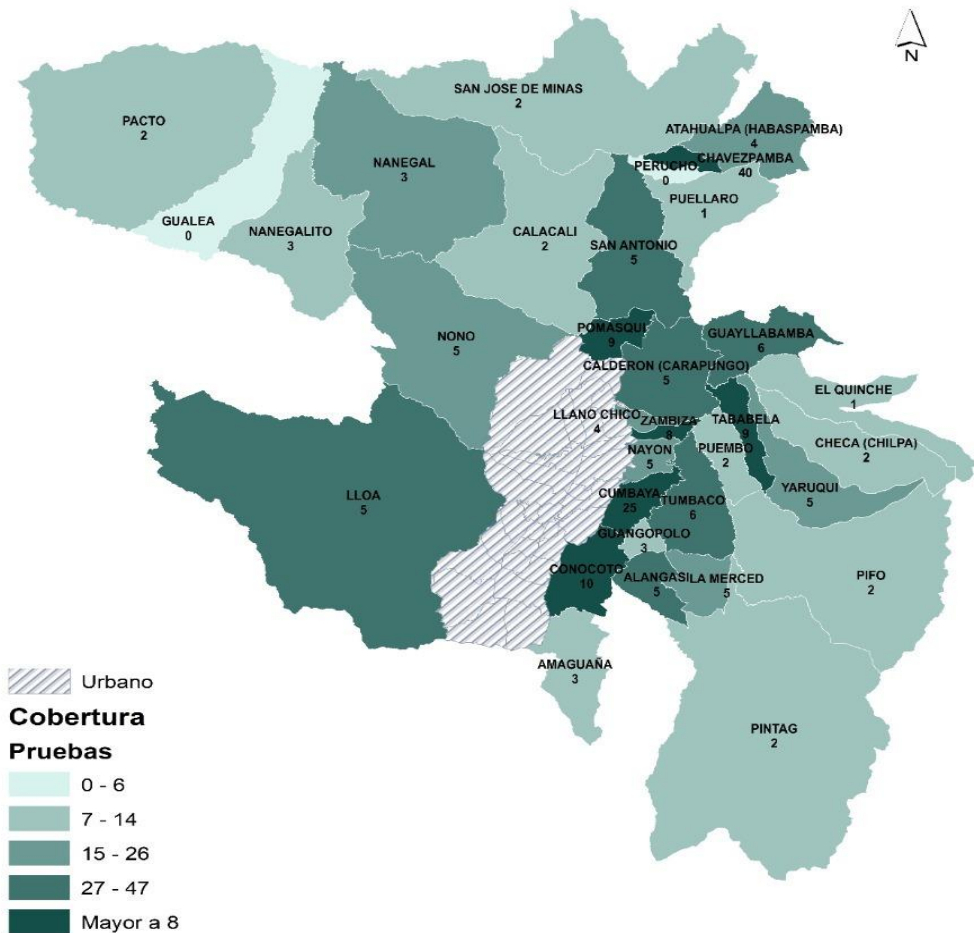 N
SAN JOSE DE MINAS
2
PACTO
2
ATAHUALPA (HABASPAMBA)
4
NANEGAL
3
PERUCHO
0
CHAVEZPAMBA
40
PUELLARO
1
GUALEA
0
NANEGALITO
3
CALACALI
2
SAN ANTONIO
5
POMASQUI
9
GUAYLLABAMBA
6
NONO
5
CALDERON (CARAPUNGO)
5
EL QUINCHE
1
LLANO CHICO
4
ZAMBIZA
8
TABABELA
9
CHECA (CHILPA)
2
NAYON
5
PUEMBO
2
YARUQUI
5
LLOA
5
CUMBAYA
25
TUMBACO
6
GUANGOPOLO
3
CONOCOTO
10
ALANGASI
5
LA MERCED
5
PIFO
2
AMAGUAÑA
3
PINTAG
2
Urbano
Cobertura
Pruebas
0 - 6
7 - 14
15 - 26
27 - 47
Mayor a 8